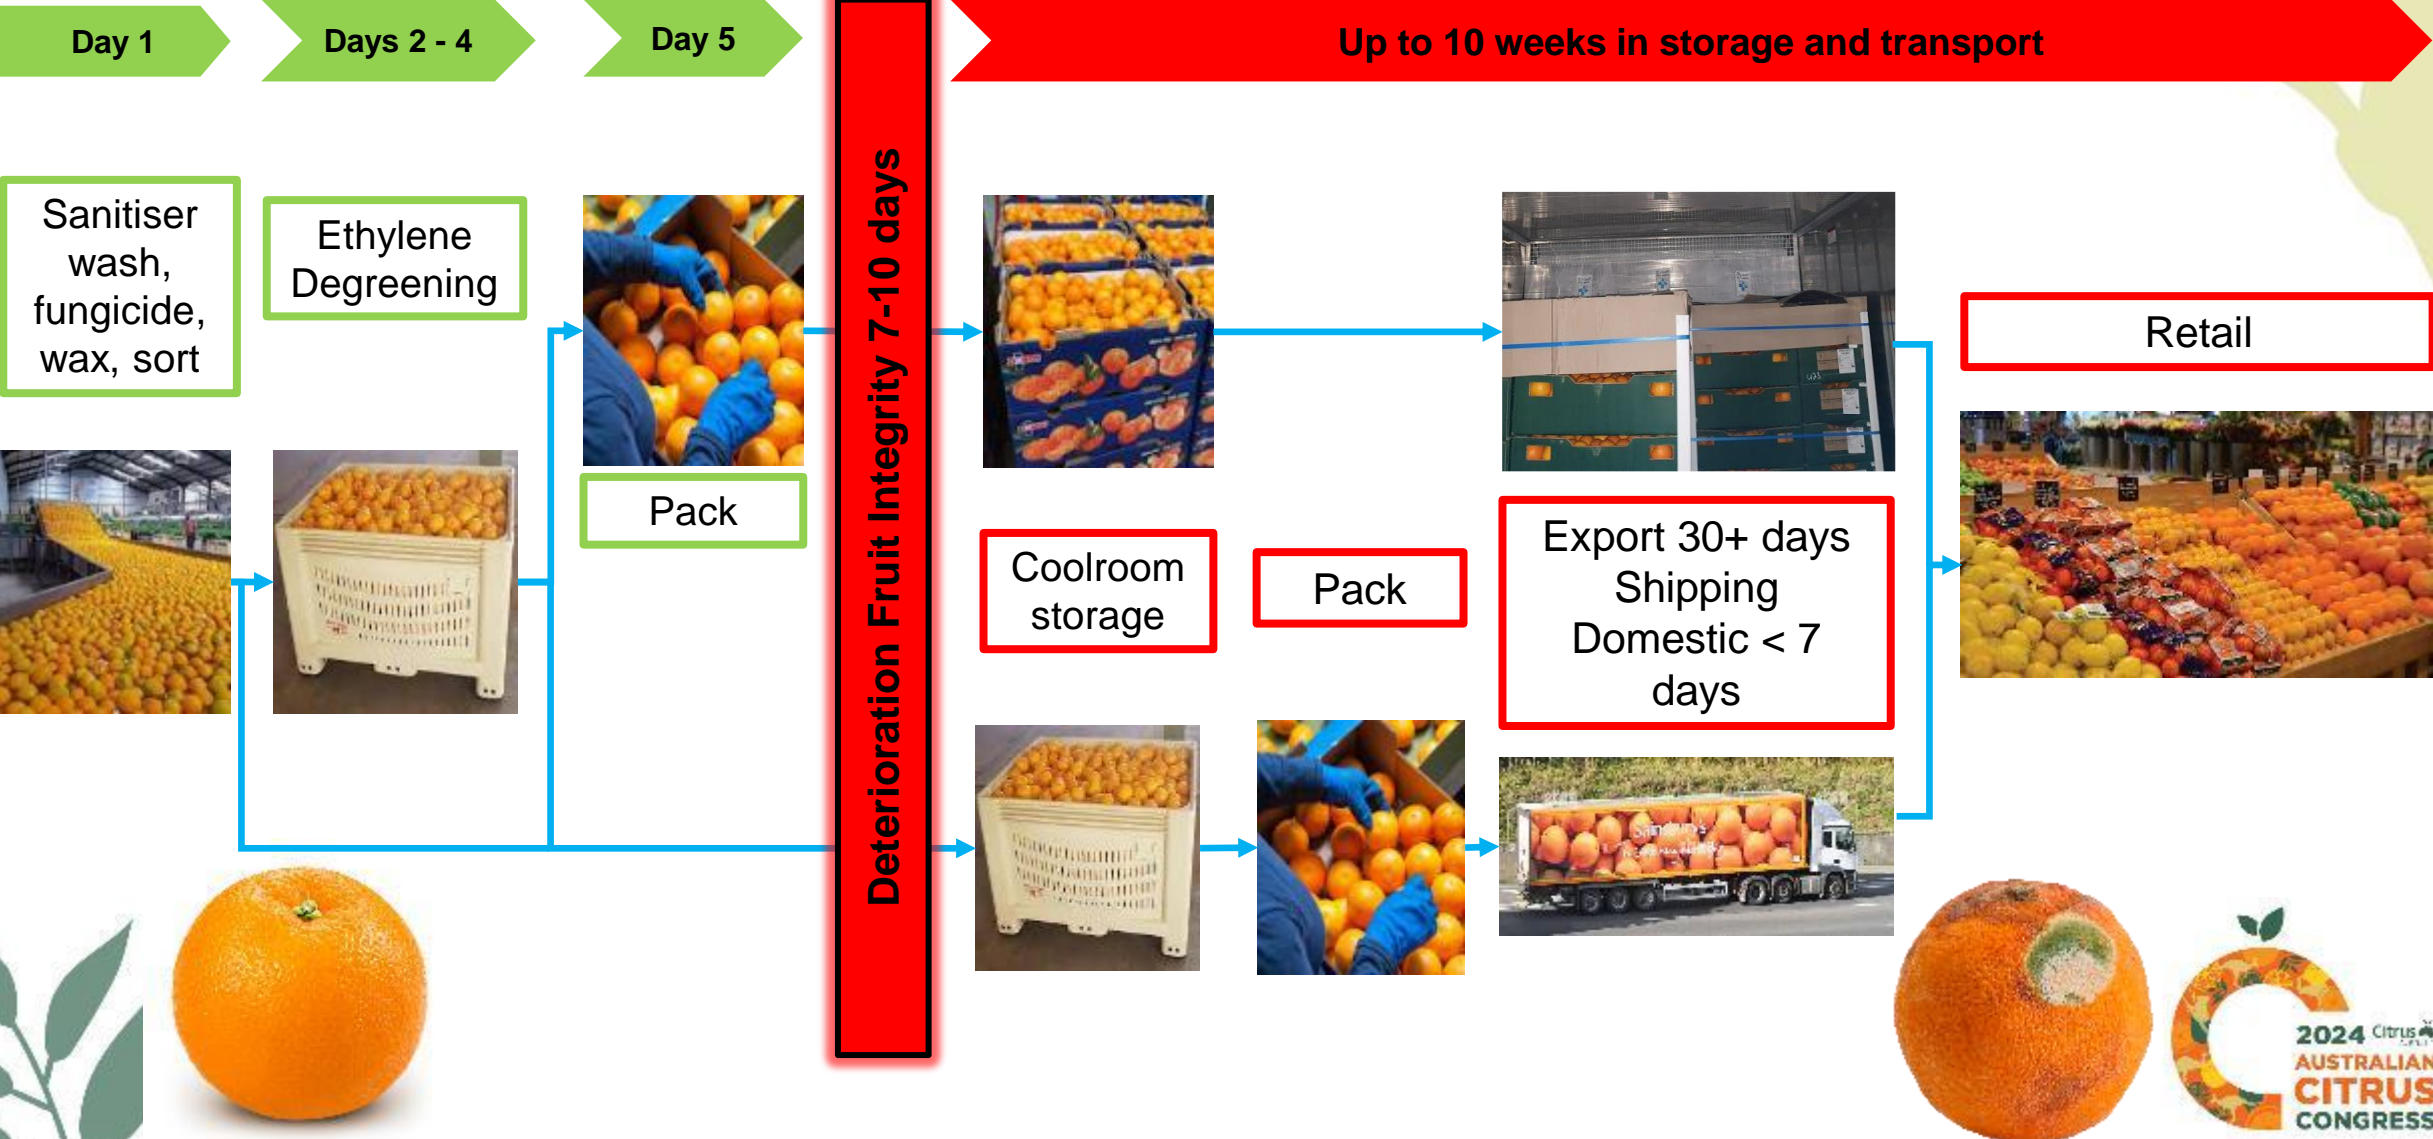 Day 1
Days 2 - 4
Day 5
Up to 10 weeks in storage and transport
Sanitiser
wash,
fungicide,
wax, sort
Ethylene
Degreening
Pack
Deterioration Fruit Integrity 7-10 days
Coolroom
storage
Pack
Export 30+ days
Shipping
Domestic < 7
days
Retail
Sainsbury's
2024 Citrus
AUSTRALIAN
CITRUS
CONGRESS